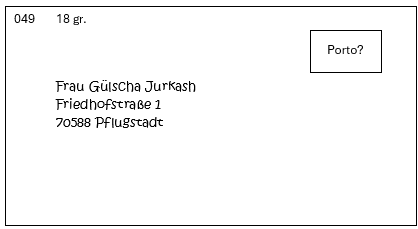 049 18 gr.
Porto?
Frau Gülscha Jurkash
Friedhofstraße 1
70588 Pflugstadt